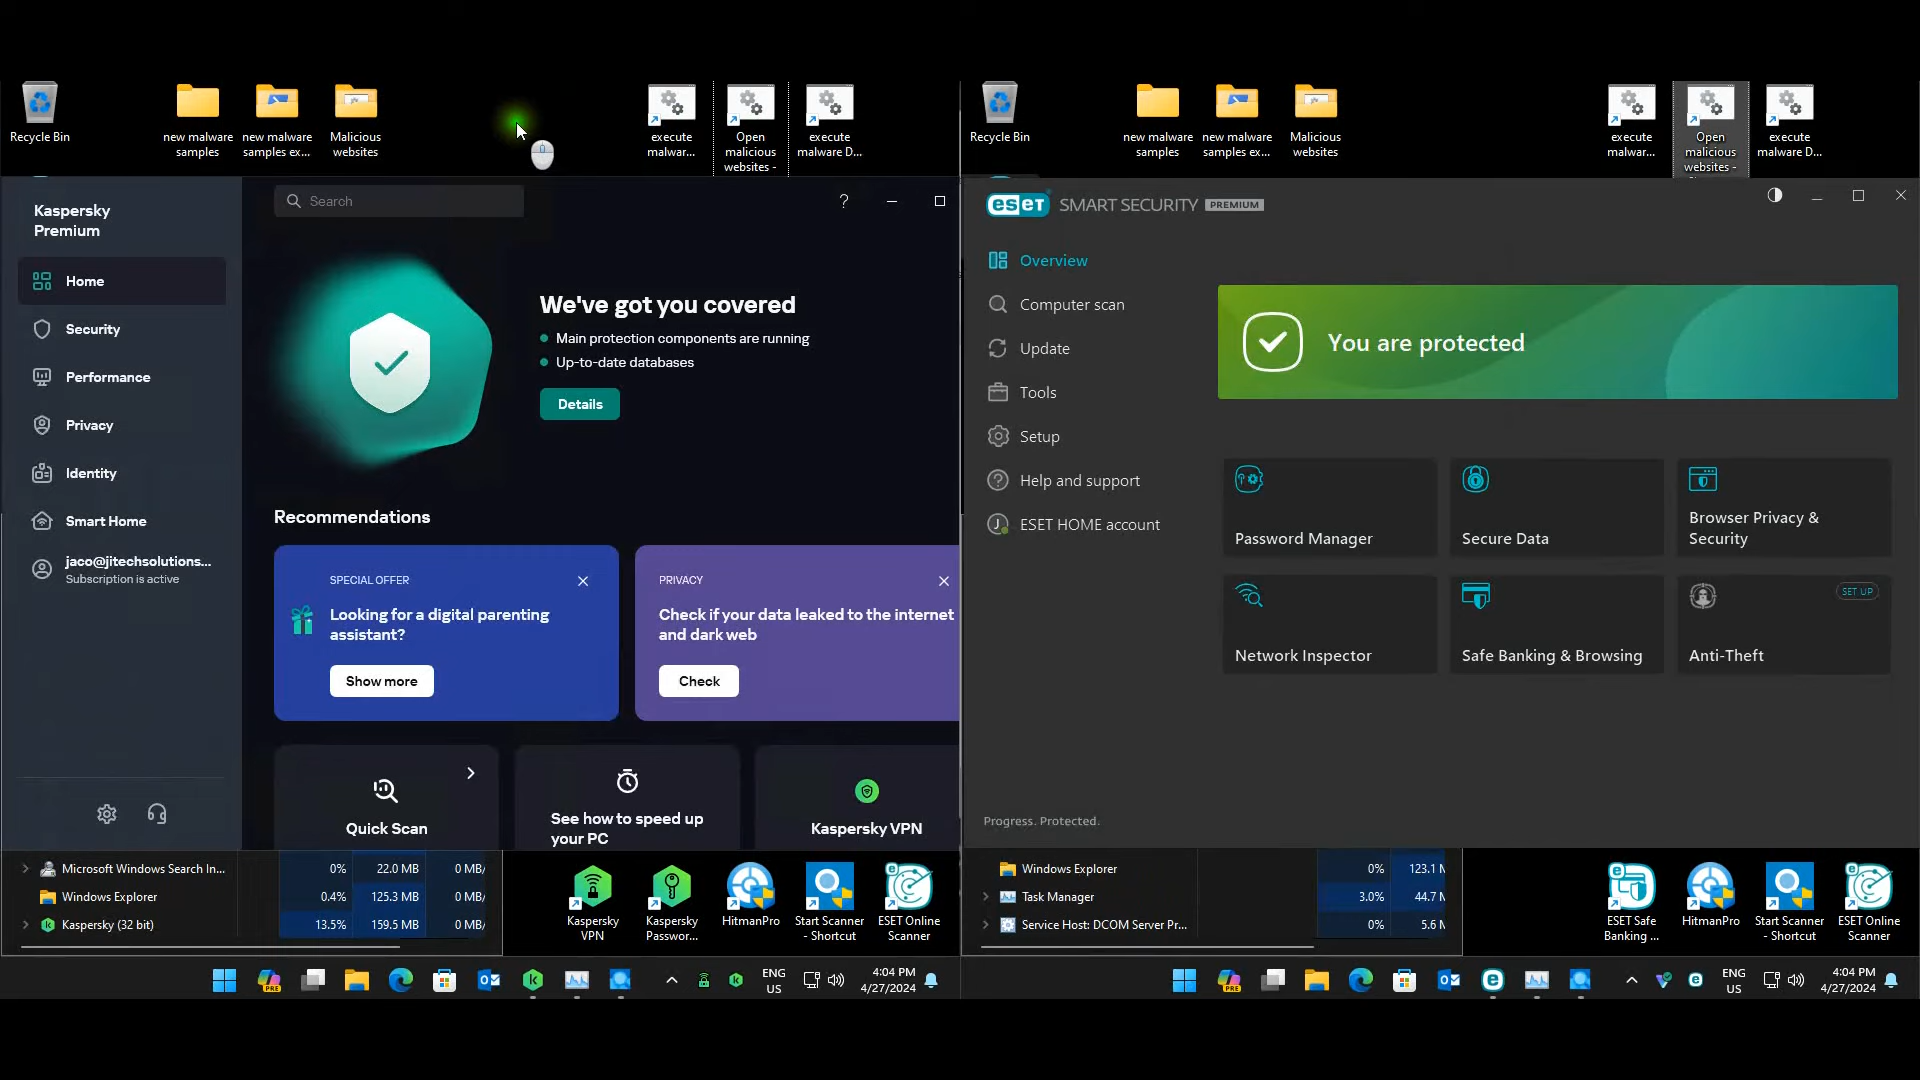 Recycle Bin
new malware
samples
new malware
samples ex...
Malicious
websites
execute
malwar...
Open
malicious
websites -
execute
malware D...
Kaspersky
Premium
Search
?
Home
Security
Performance
Privacy
Identity
Smart Home
jaco@jitechsolutions...
Subscription is active
We've got you covered
Main protection components are running
Up-to-date databases
Details
Recommendations
SPECIAL OFFER
Looking for a digital parenting
assistant?
Show more
PRIVACY
Check if your data leaked to the internet
and dark web
Check
Quick Scan
See how to speed up
your PC
Kaspersky VPN
Microsoft Windows Search In... 0% 22.0 MB 0 MB/
Windows Explorer 0.4% 125.3 MB 0 MB/
Kaspersky (32 bit) 13.5% 159.5 MB 0 MB/
Kaspersky
VPN
Kaspersky
Passwor...
HitmanPro
Start Scanner
- Shortcut
ESET Online
Scanner
PRE
ENG
US
4:04 PM
4/27/2024
Recycle Bin
new malware
samples
new malware
samples ex...
Malicious
websites
execute
malwar...
Open
malicious
websites -
execute
malware D...
eset SMART SECURITY PREMIUM
Overview
Computer scan
Update
Tools
Setup
Help and support
J ESET HOME account
You are protected
Password Manager
Secure Data
Browser Privacy &
Security
Network Inspector
Safe Banking & Browsing
SET UP
Anti-Theft
Progress. Protected.
Windows Explorer 0% 123.1 M
Task Manager 3.0% 44.7 M
Service Host: DCOM Server Pr... 0% 5.6 M
ESET Safe
Banking ...
HitmanPro
Start Scanner
- Shortcut
ESET Online
Scanner
PRE
ENG
US
4:04 PM
4/27/2024